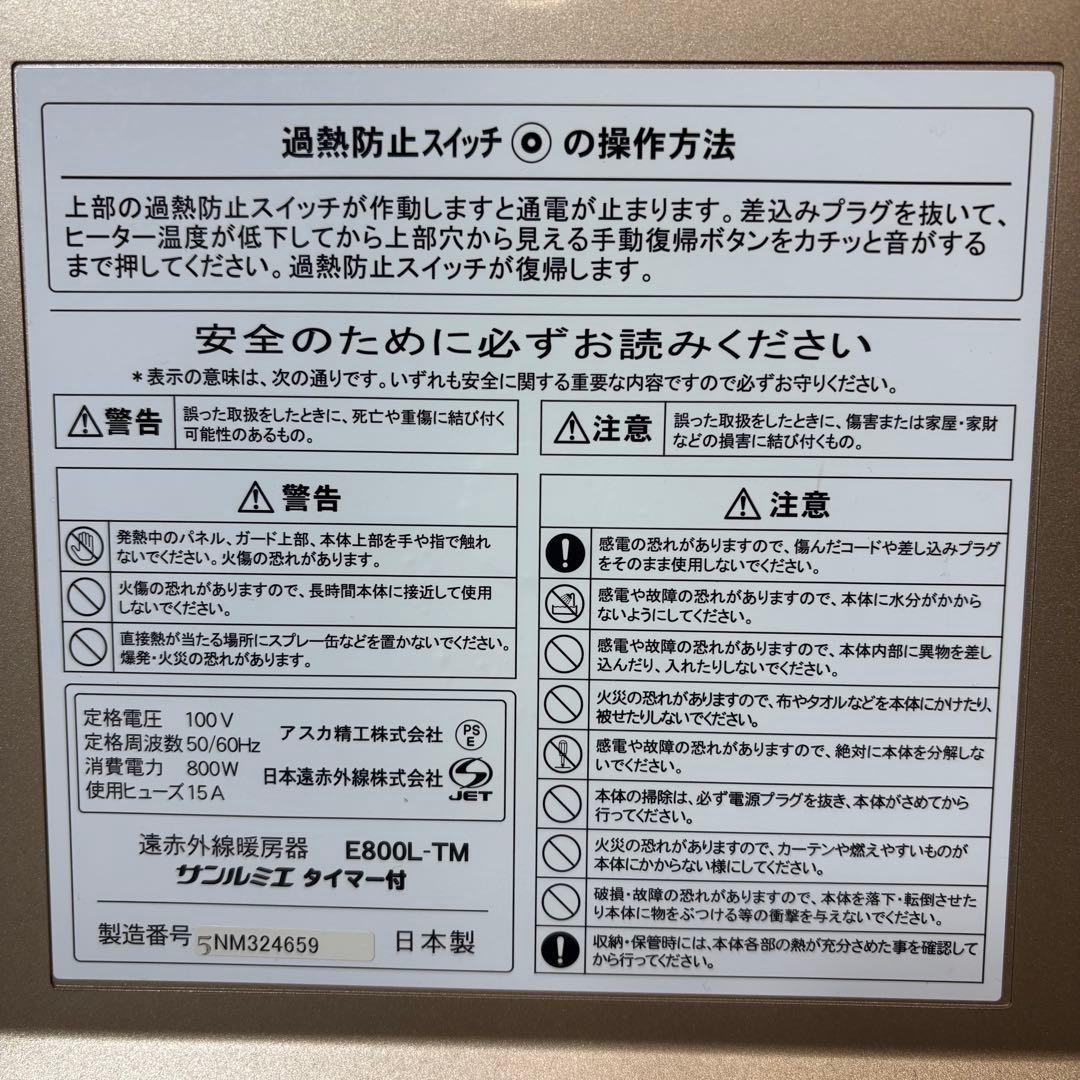 過熱防止スイッチ の操作方法
上部の過熱防止スイッチが作動しますと通電が止まります。差込みプラグを抜いて、
ヒーター温度が低下してから上部穴から見える手動復帰ボタンをカチッと音がする
まで押してください。過熱防止スイッチが復帰します。
安全のために必ずお読みください
*表示の意味は、次の通りです。いずれも安全に関する重要な内容ですので必ずお守りください。
警告
誤った取扱をしたときに、死亡や重傷に結び付く
可能性のあるもの。
注意
誤った取扱をしたときに、傷害または家屋・家財
などの損害に結び付くもの。
警告
発熱中のパネル、ガード上部、本体上部を手や指で触れ
ないでください。火傷の恐れがあります。
火傷の恐れがありますので、長時間本体に接近して使用
しないでください。
直接熱が当たる場所にスプレー缶などを置かないでください。
爆発・火災の恐れがあります。
定格電圧 100V
定格周波数 50/60Hz
消費電力 800W
使用ヒューズ 15A
アスカ精工株式会社
PS
E
日本遠赤外線株式会社
JET
遠赤外線暖房器 E800L-TM
サンルミエ タイマー付
製造番号 5NM324659 日本製
注意
感電の恐れがありますので、傷んだコードや差し込みプラグ
をそのまま使用しないでください。
感電や故障の恐れがありますので、本体に水分がかから
ないようにしてください。
感電や故障の恐れがありますので、本体内部に異物を差し
込んだり、入れたりしないでください。
火災の恐れがありますので、布やタオルなどを本体にかけたり、
被せたりしないでください。
感電や故障の恐れがありますので、絶対に本体を分解しな
いでください。
本体の掃除は、必ず電源プラグを抜き、本体がさめてから
行ってください。
火災の恐れがありますので、カーテンや燃えやすいものが
本体にかからない様にしてください。
破損・故障の恐れがありますので、本体を落下・転倒させた
り本体に物をぶつける等の衝撃を与えないでください。
収納・保管時には、本体各部の熱が充分さめた事を確認して
から行ってください。